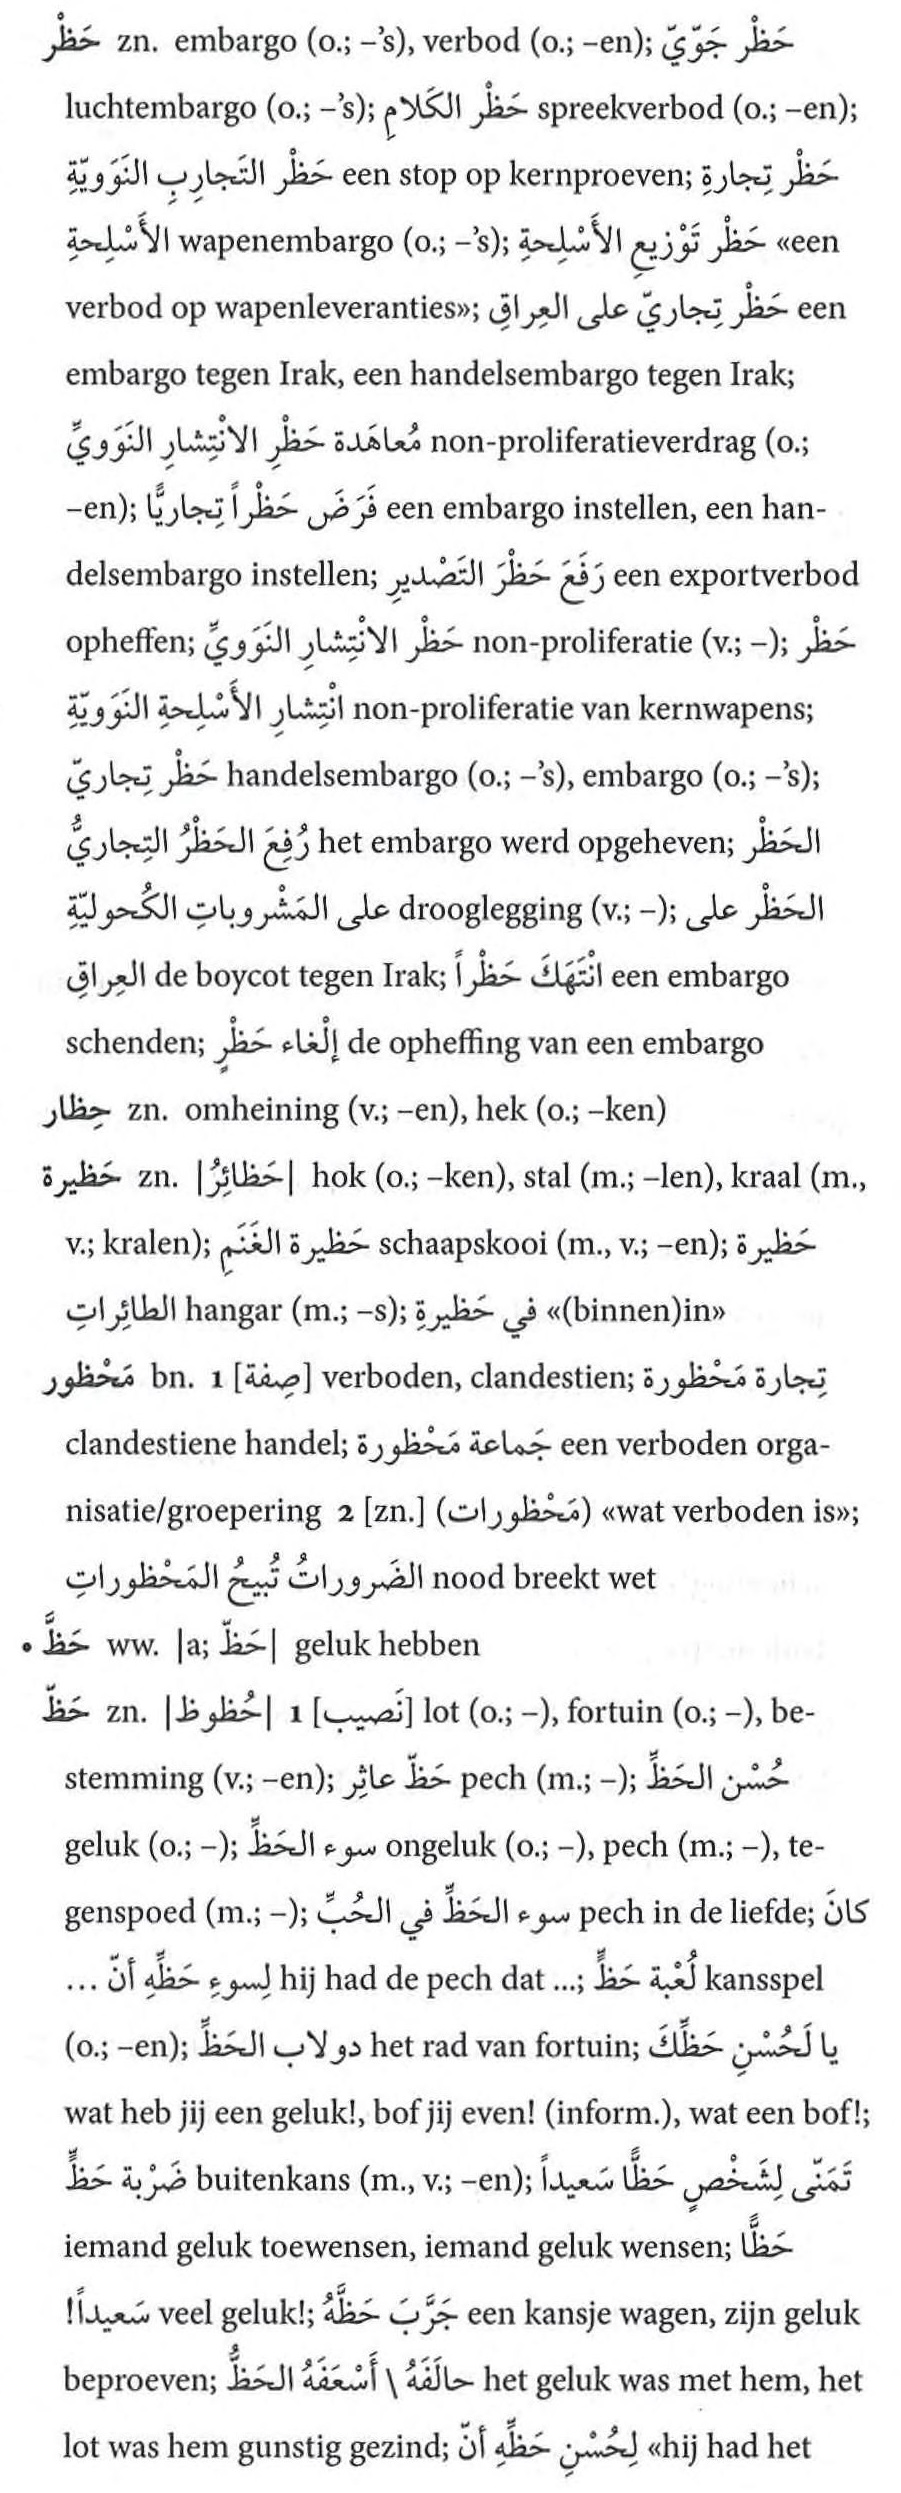 حَظْر zn. embargo (o.; –’s), verbod (o.; –en); حَظْر جَوّيّ
luchtembargo (o.; –’s); حَظْر الكَلامِ spreekverbod (o.; –en);
حَظْر التَجارِبِ النَوَويّةِ een stop op kernproeven; حَظْر تِجارةِ
الأَسْلِحةِ wapenembargo (o.; –’s); حَظْر تَوْزيعِ الأَسْلِحةِ «een
verbod op wapenleveranties»; حَظْر تِجاريّ على العِراقِ een
embargo tegen Irak, een handelsembargo tegen Irak;
مُعاهَدة حَظْرِ الانْتِشارِ النَوَويِّ non-proliferatieverdrag (o.;
–en); فَرَضَ حَظْراً تِجاريًّا een embargo instellen, een han-
delsembargo instellen; رَفَعَ حَظْرَ التَصْديرِ een exportverbod
opheffen; حَظْر الانْتِشارِ النَوَويِّ non-proliferatie (v.; –); حَظْر
انْتِشارِ الأَسْلِحةِ النَوَويّةِ non-proliferatie van kernwapens;
حَظْر تِجاريّ handelsembargo (o.; –’s), embargo (o.; –’s);
رُفِعَ الحَظْرُ التِجاريُّ het embargo werd opgeheven; الحَظْر
على المَشْروباتِ الكُحوليّةِ drooglegging (v.; –); الحَظْر على
العِراقِ de boycot tegen Irak; انْتَهَكَ حَظْراً een embargo
schenden; إلْغاء حَظْرٍ de opheffing van een embargo
حِظار zn. omheining (v.; –en), hek (o.; –ken)
حَظيرة zn. |حَظائِرُ| hok (o.; –ken), stal (m.; –len), kraal (m.,
v.; kralen); حَظيرة الغَنَمِ schaapskooi (m., v.; –en); حَظيرة
الطائِراتِ hangar (m.; –s); في حَظيرةِ «(binnen)in»
مَحْظور bn. 1 [صِفة] verboden, clandestien; تِجارة مَحْظورة
clandestiene handel; جَماعة مَحْظورة een verboden orga-
nisatie/groepering 2 [zn.] (مَحْظورات) «wat verboden is»;
الضَروراتُ تُبيحُ المَحْظوراتِ nood breekt wet
• حَظَّ ww. |a; حَظّ| geluk hebben
حَظّ zn. |حُظوظ| 1 [نَصيب] lot (o.; –), fortuin (o.; –), be-
stemming (v.; –en); حَظّ عاثِر pech (m.; –); حُسْن الحَظِّ
geluk (o.; –); سوء الحَظِّ ongeluk (o.; –), pech (m.; –), te-
genspoed (m.; –); سوء الحَظِّ في الحُبِّ pech in de liefde; كانَ
لِسوءِ حَظِّهِ أنّ ... hij had de pech dat ...; لُعْبة حَظٍّ kansspel
(o.; –en); دولاب الحَظِّ het rad van fortuin; يا لَحُسْنِ حَظِّكَ
wat heb jij een geluk!, bof jij even! (inform.), wat een bof!;
ضَرْبة حَظٍّ buitenkans (m., v.; –en); تَمَنّى لِشَخْصٍ حَظًّا سَعيداً
iemand geluk toewensen, iemand geluk wensen; حَظًّا
سَعيداً! veel geluk!; جَرَّبَ حَظَّهُ een kansje wagen, zijn geluk
beproeven; حالَفَهُ \ أَسْعَفَهُ الحَظُّ het geluk was met hem, het
lot was hem gunstig gezind; لِحُسْنِ حَظِّهِ أنّ «hij had het